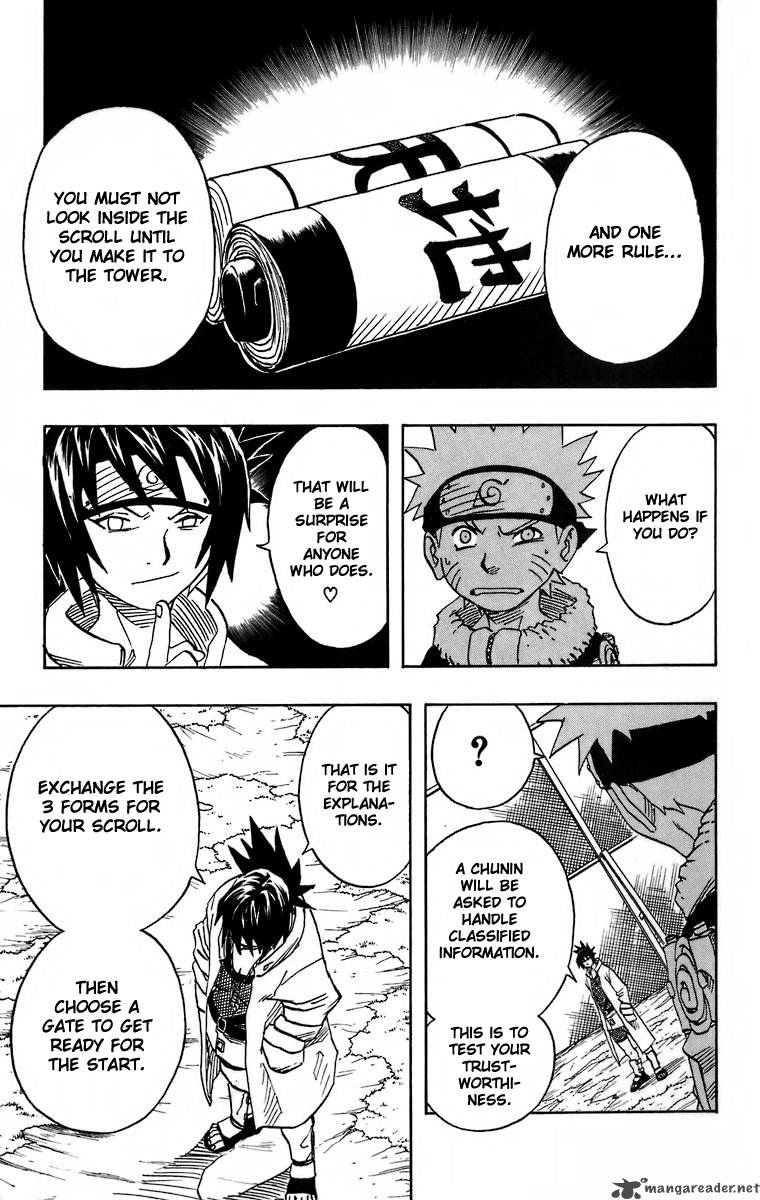 AND ONE
MORE RULE...
YOU MUST NOT
LOOK INSIDE THE
SCROLL UNTIL
YOU MAKE IT TO
THE TOWER.
天
地
WHAT
HAPPENS IF
YOU DO?
THAT WILL
BE A
SURPRISE
FOR
ANYONE
WHO DOES.
♡
?
A CHUNIN
WILL BE
ASKED TO
HANDLE
CLASSIFIED
INFORMATION.
THIS IS TO
TEST YOUR
TRUST-
WORTHI-
NESS.
THAT IS IT
FOR THE
EXPLANA-
TIONS.
EXCHANGE THE
3 FORMS FOR
YOUR SCROLL.
THEN
CHOOSE A
GATE TO GET
READY FOR
THE START.
mangareader.net